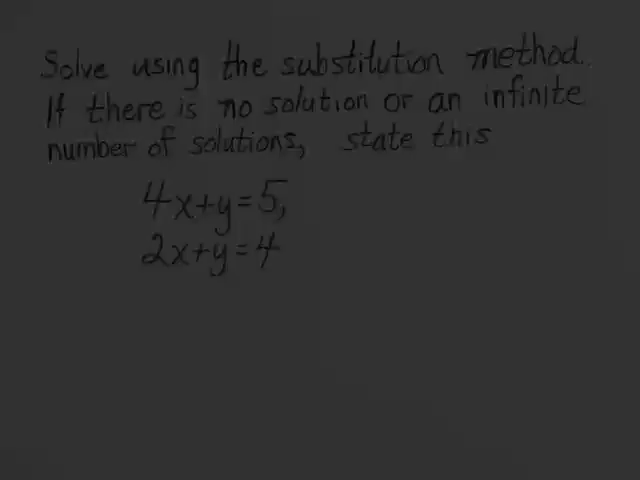 Solve using the substitution method.
If there is no solution or an infinite
number of solutions, state this
4x+y=5,
2x+y=4